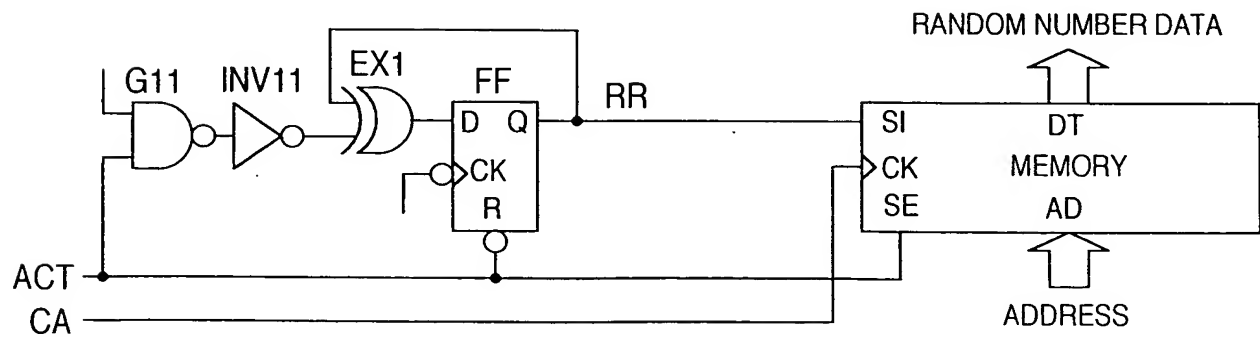 RANDOM NUMBER DATA
G11
INV11
EX1
FF
RR
D
Q
CK
R
SI
DT
CK
MEMORY
SE
AD
ACT
CA
ADDRESS